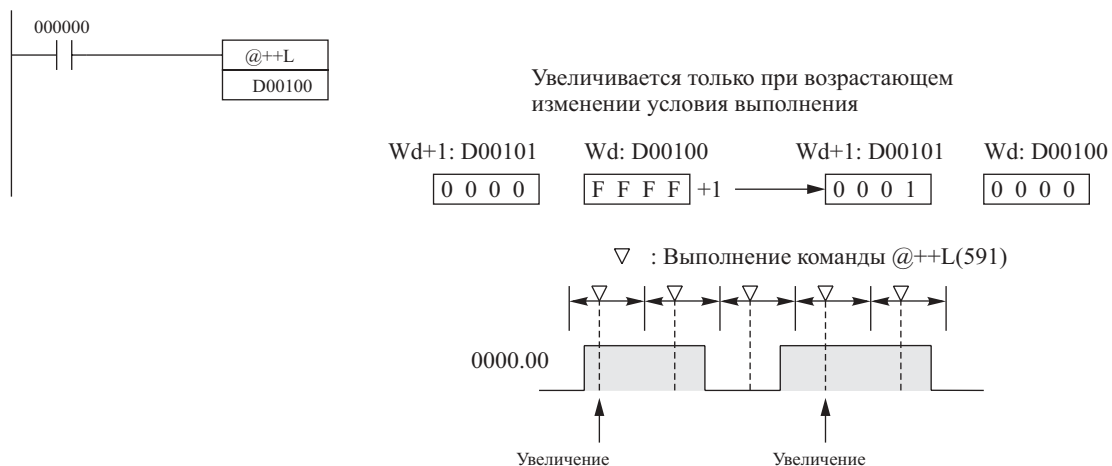 000000
@++L
D00100
Увеличивается только при возрастающем
изменении условия выполнения
Wd+1: D00101 Wd: D00100 Wd+1: D00101 Wd: D00100
0 0 0 0 F F F F +1 0 0 0 1 0 0 0 0
: Выполнение команды @++L(591)
0000.00
Увеличение Увеличение